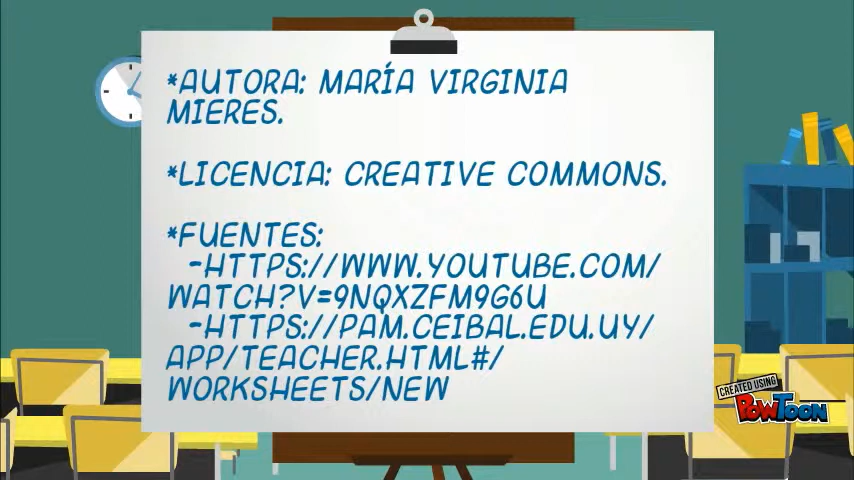 *AUTORA: MARÍA VIRGINIA
MIERES.
*LICENCIA: CREATIVE COMMONS.
*FUENTES:
-HTTPS://WWW.YOUTUBE.COM/
WATCH?V=9NQXZFM9G6U
-HTTPS://PAM.CEIBAL.EDU.UY/
APP/TEACHER.HTML#/
WORKSHEETS/NEW
CREATED USING
POWTOON